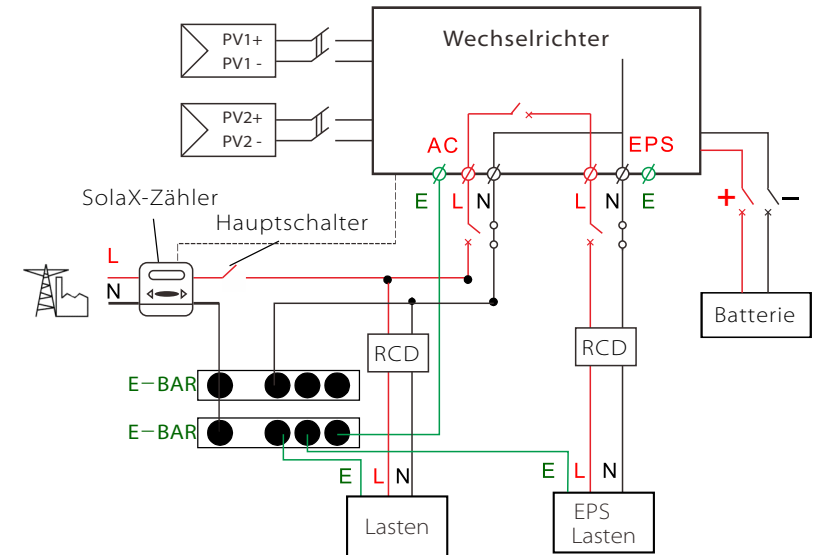 PV1+
PV1 -
Wechselrichter
PV2+
PV2 -
AC
EPS
E
L
N
L
N
E
+
−
SolaX-Zähler
Hauptschalter
L
N
Batterie
RCD
RCD
E−BAR
E−BAR
E
L
N
E
L
N
Lasten
EPS
Lasten